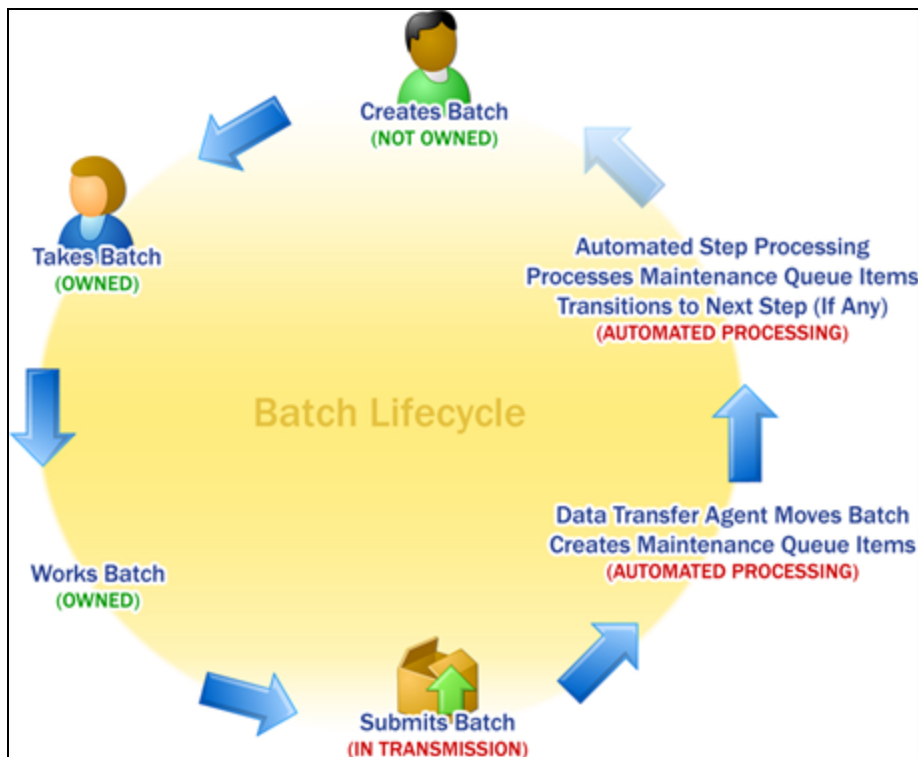 Creates Batch
(NOT OWNED)
Takes Batch
(OWNED)
Works Batch
(OWNED)
Submits Batch
(IN TRANSMISSION)
Data Transfer Agent Moves Batch
Creates Maintenance Queue Items
(AUTOMATED PROCESSING)
Automated Step Processing
Processes Maintenance Queue Items
Transitions to Next Step (If Any)
(AUTOMATED PROCESSING)
Batch Lifecycle